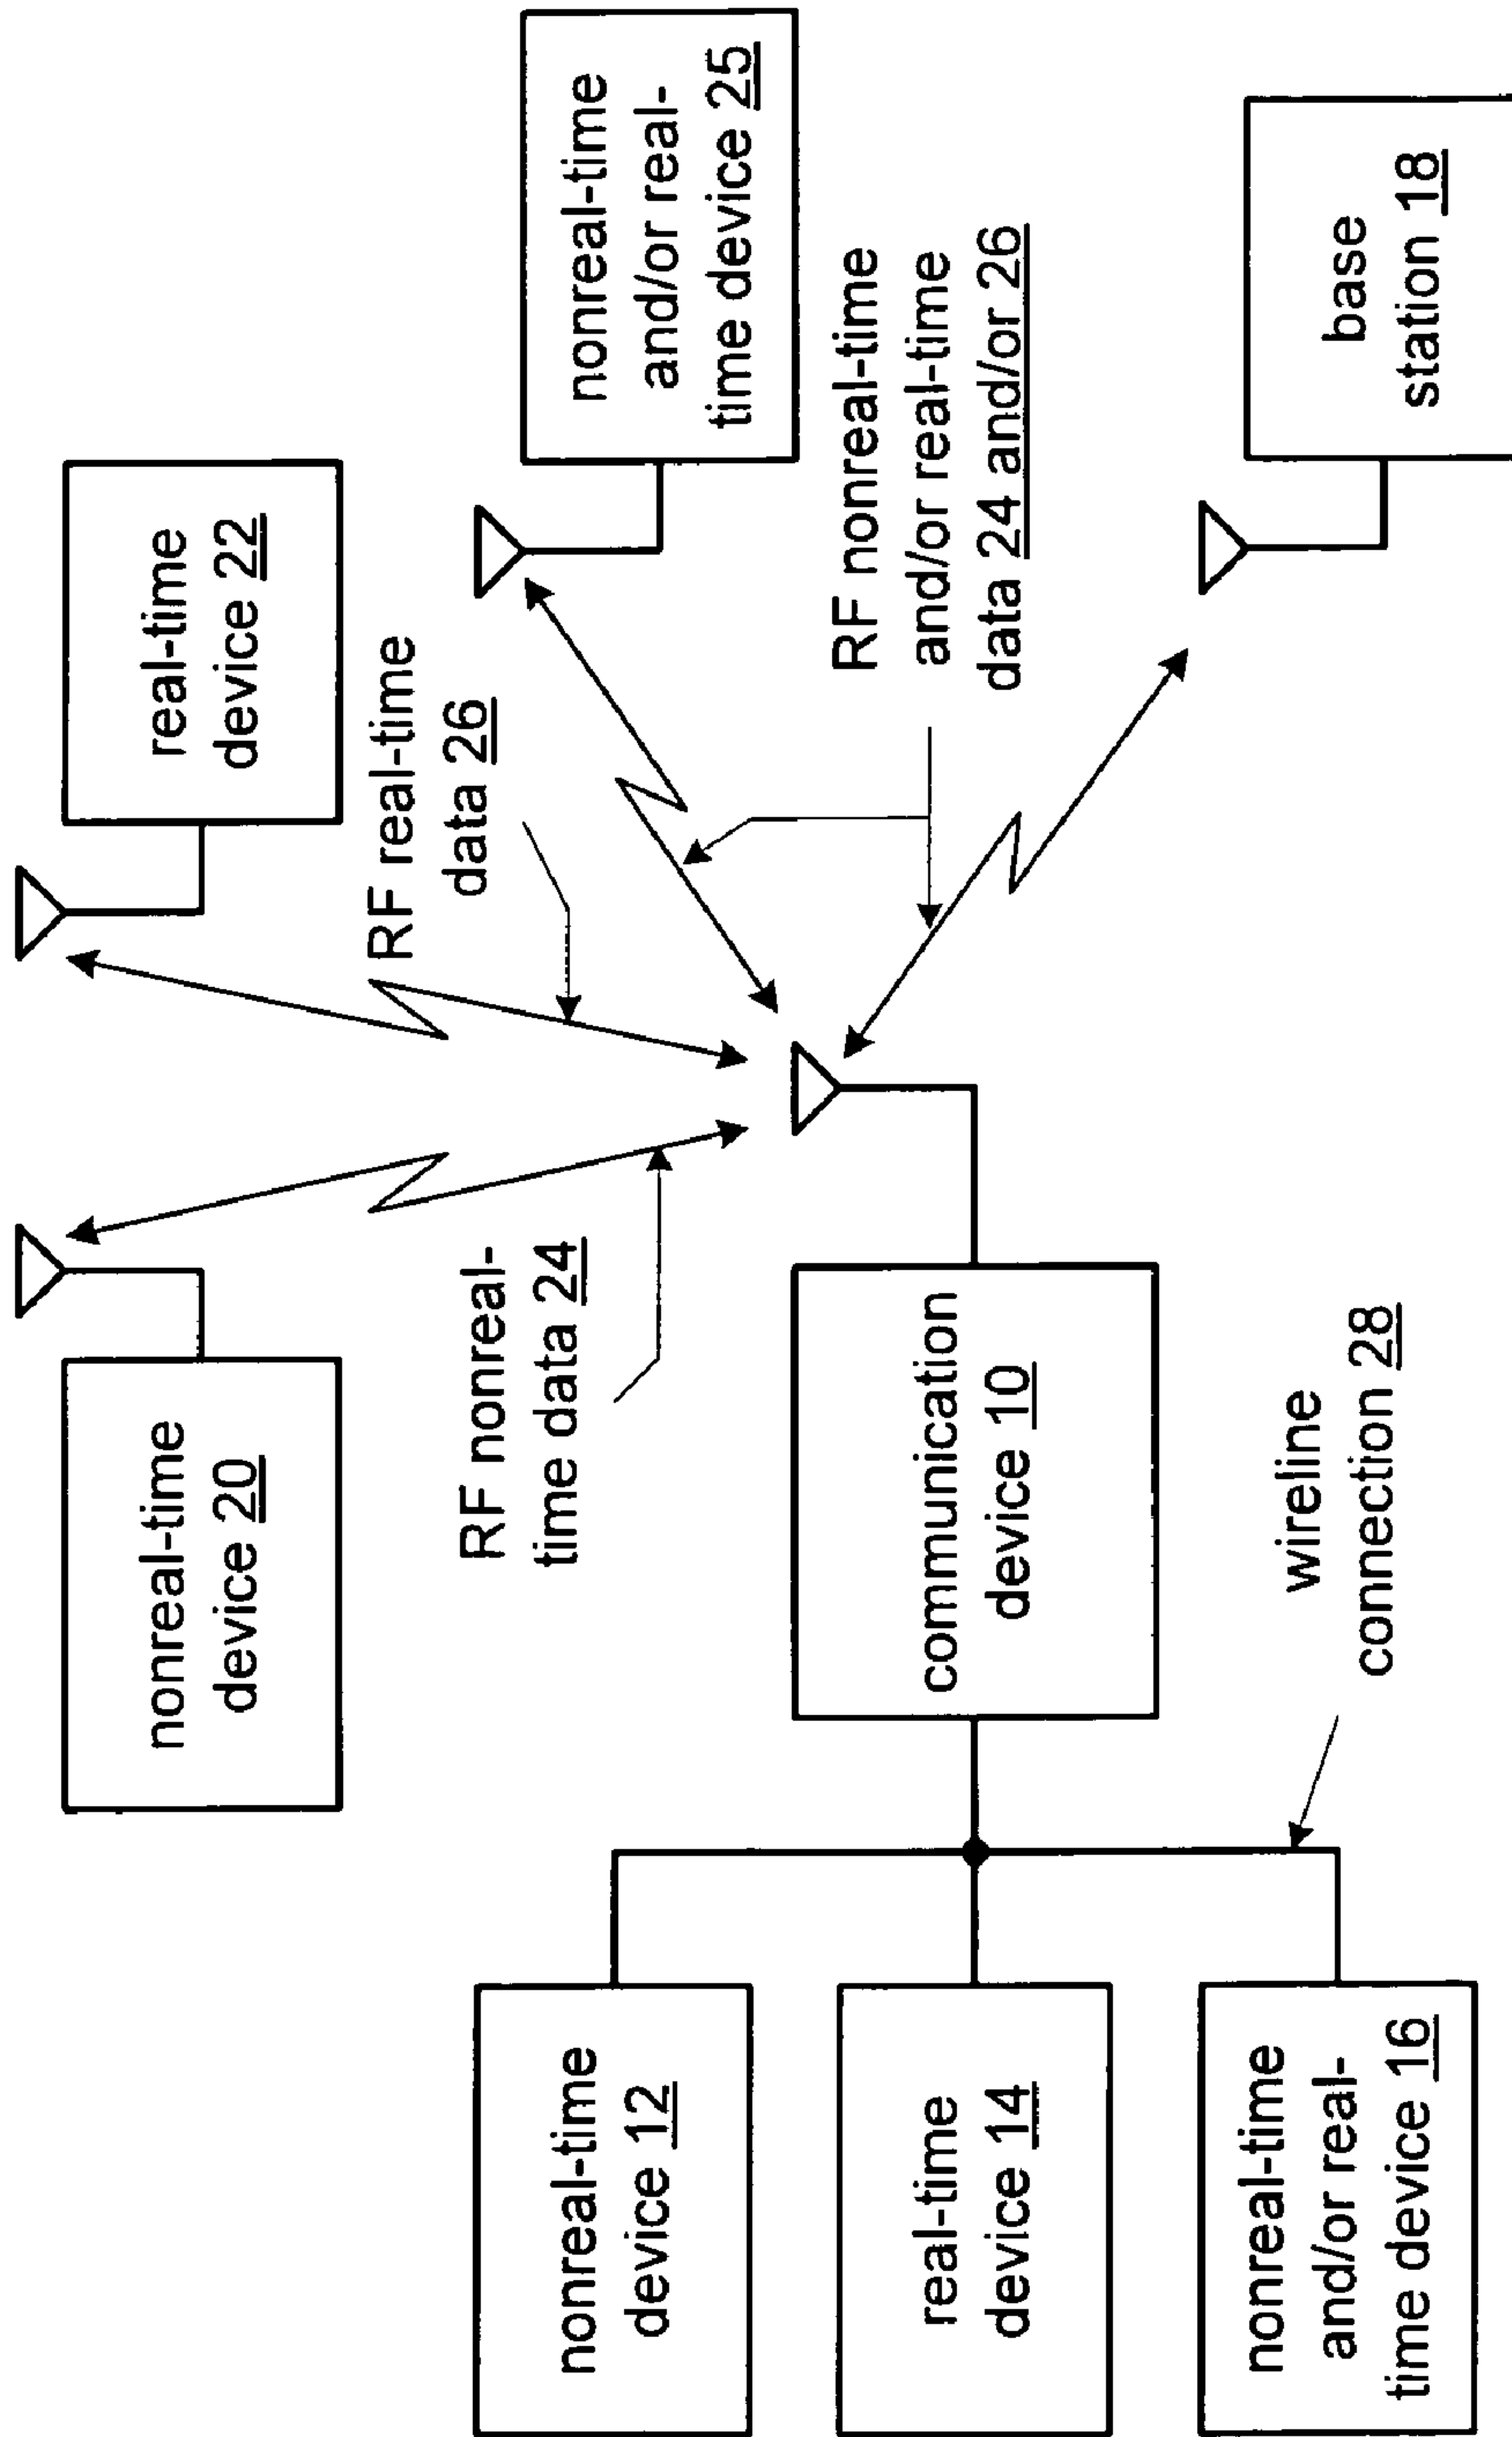 nonreal-time
device 20
real-time
device 22
RF real-time
data 26
nonreal-time
and/or real-
time device 25
RF nonreal-
time data 24
RF nonreal-time
and/or real-time
data 24 and/or 26
nonreal-time
device 12
communication
device 10
real-time
device 14
base
station 18
wireline
connection 28
nonreal-time
and/or real-
time device 16